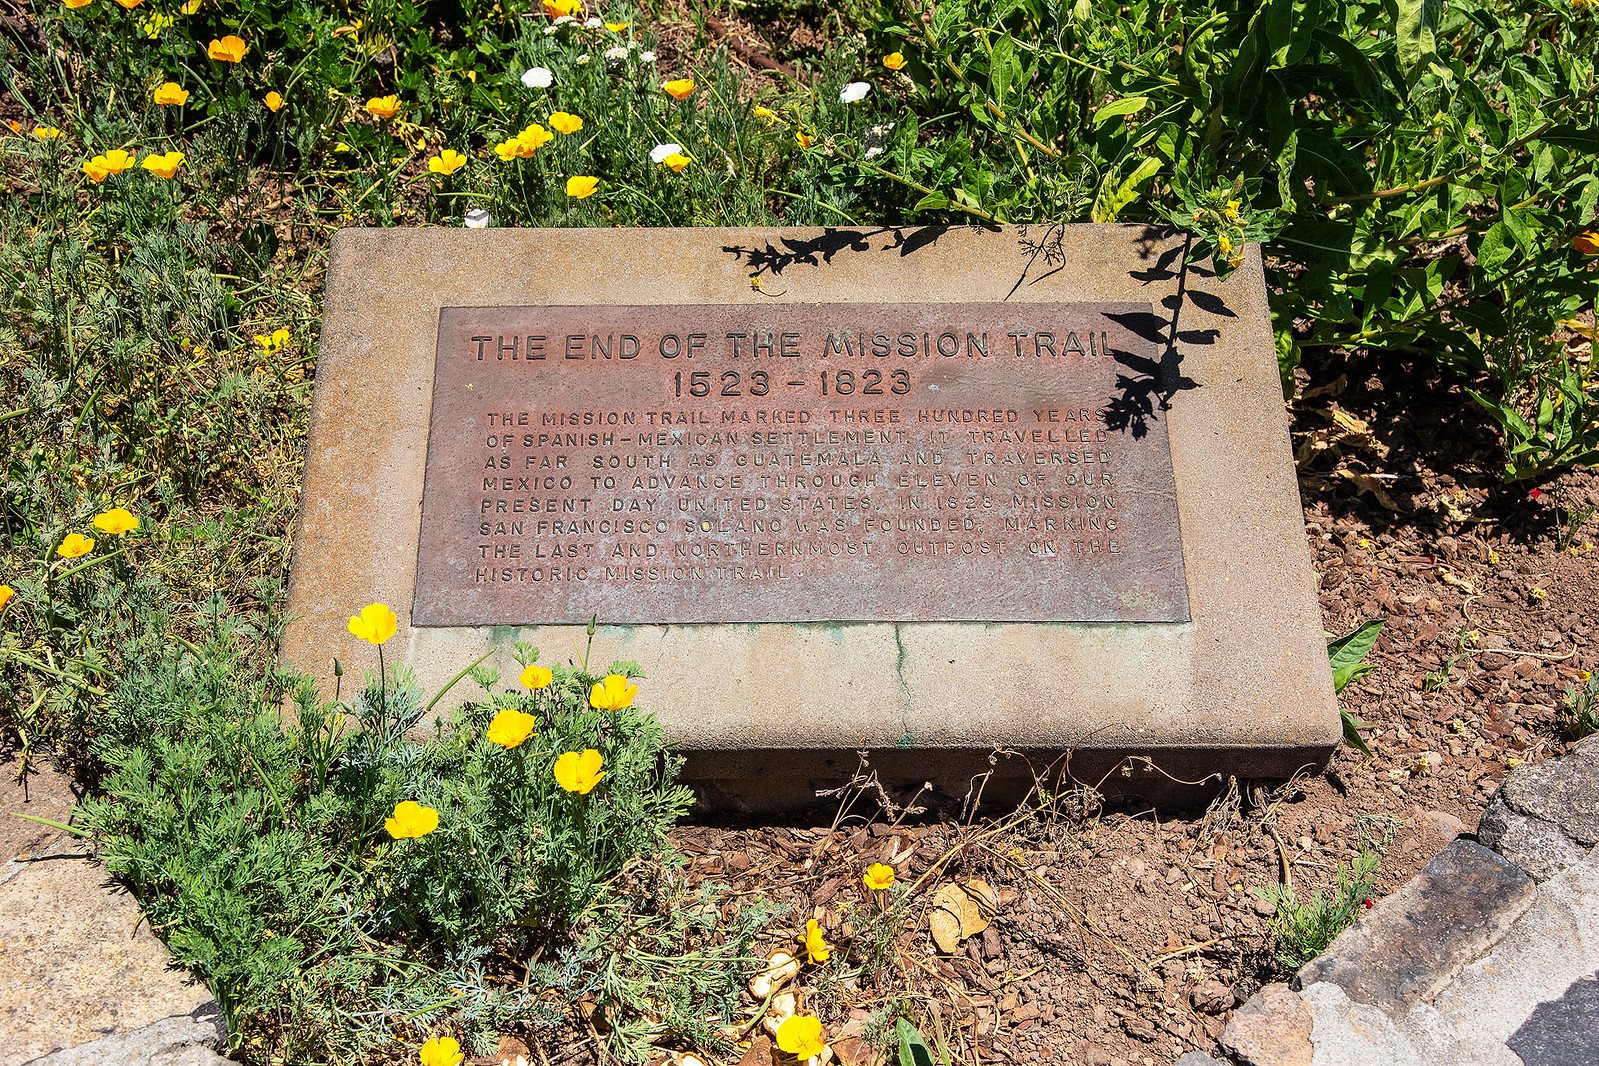 THE END OF THE MISSION TRAIL
1523 – 1823
THE MISSION TRAIL MARKED THREE HUNDRED YEARS
OF SPANISH – MEXICAN SETTLEMENT. IT TRAVELLED
AS FAR SOUTH AS GUATEMALA AND TRAVERSED
MEXICO TO ADVANCE THROUGH ELEVEN OF OUR
PRESENT DAY UNITED STATES. IN 1823 MISSION
SAN FRANCISCO SOLANO WAS FOUNDED, MARKING
THE LAST AND NORTHERNMOST OUTPOST ON THE
HISTORIC MISSION TRAIL.